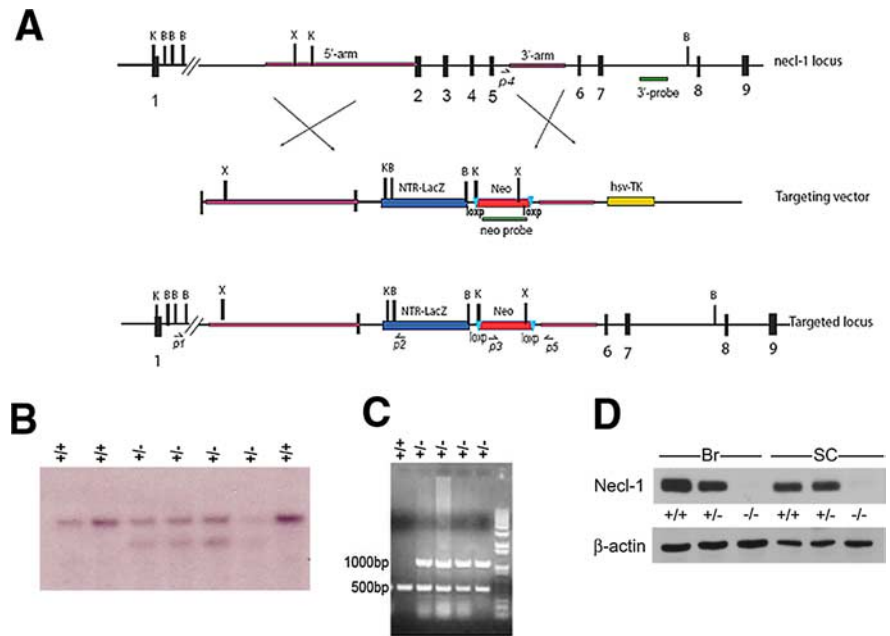 A
K B B B
X K
5'-arm
3'-arm
B
necl-1 locus
1 2 3 4 5 p4 6 7 3'-probe 8 9
X
KB NTR-LacZ B K Neo X
hsv-TK
Targeting vector
loxp loxp
neo probe
K B B B
X
KB NTR-LacZ B K Neo X
B
Targeted locus
1 p1 p2 loxp p3 loxp p5 6 7 8 9
B
+/+ +/+ +/- +/- +/- +/- +/+
C
+/+ +/- +/- +/- +/-
1000bp
500bp
D
Br SC
Necl-1
+/+ +/- -/- +/+ +/- -/-
β-actin